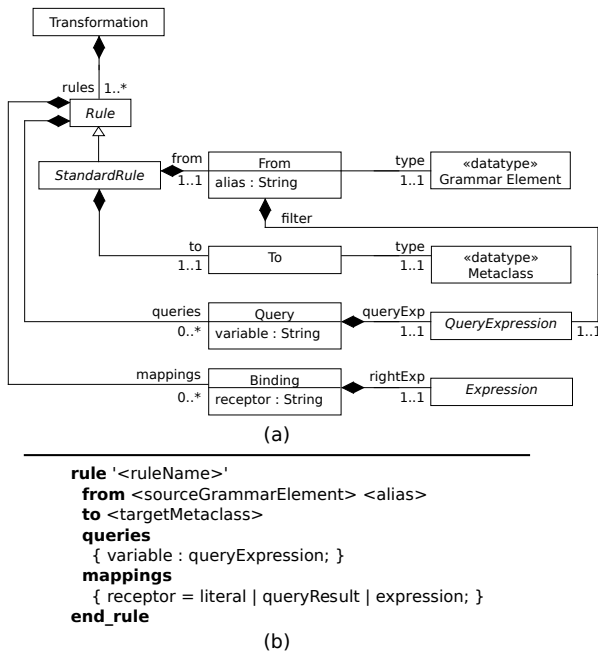 Transformation
rules 1..*
Rule
StandardRule
from
1..1
From
alias : String
type
1..1
«datatype»
Grammar Element
filter
to
1..1
To
type
1..1
«datatype»
Metaclass
queries
0..*
Query
variable : String
queryExp
1..1
QueryExpression
1..1
mappings
0..*
Binding
receptor : String
rightExp
1..1
Expression
(a)
rule '<ruleName>'
from <sourceGrammarElement> <alias>
to <targetMetaclass>
queries
{ variable : queryExpression; }
mappings
{ receptor = literal | queryResult | expression; }
end_rule
(b)